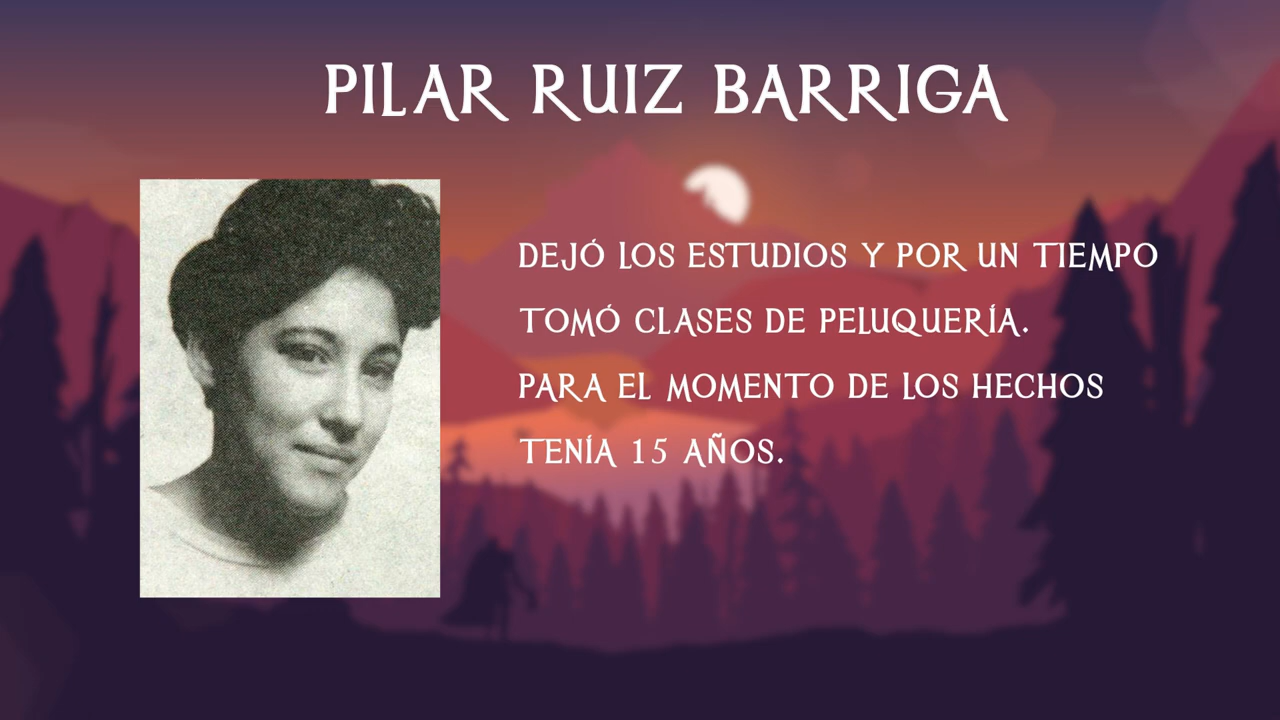 PILAR RUIZ BARRIGA
DEJÓ LOS ESTUDIOS Y POR UN TIEMPO
TOMÓ CLASES DE PELUQUERÍA.
PARA EL MOMENTO DE LOS HECHOS
TENÍA 15 AÑOS.